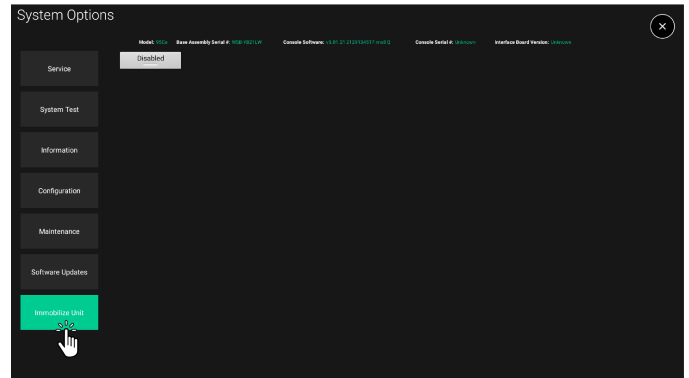 System Options
Model: 95Ce Base Assembly Serial #: Console Software: Console Serial #: Unknown Interface Board Version: Unknown
Disabled
Service
System Test
Information
Configuration
Maintenance
Software Updates
Immobilize Unit